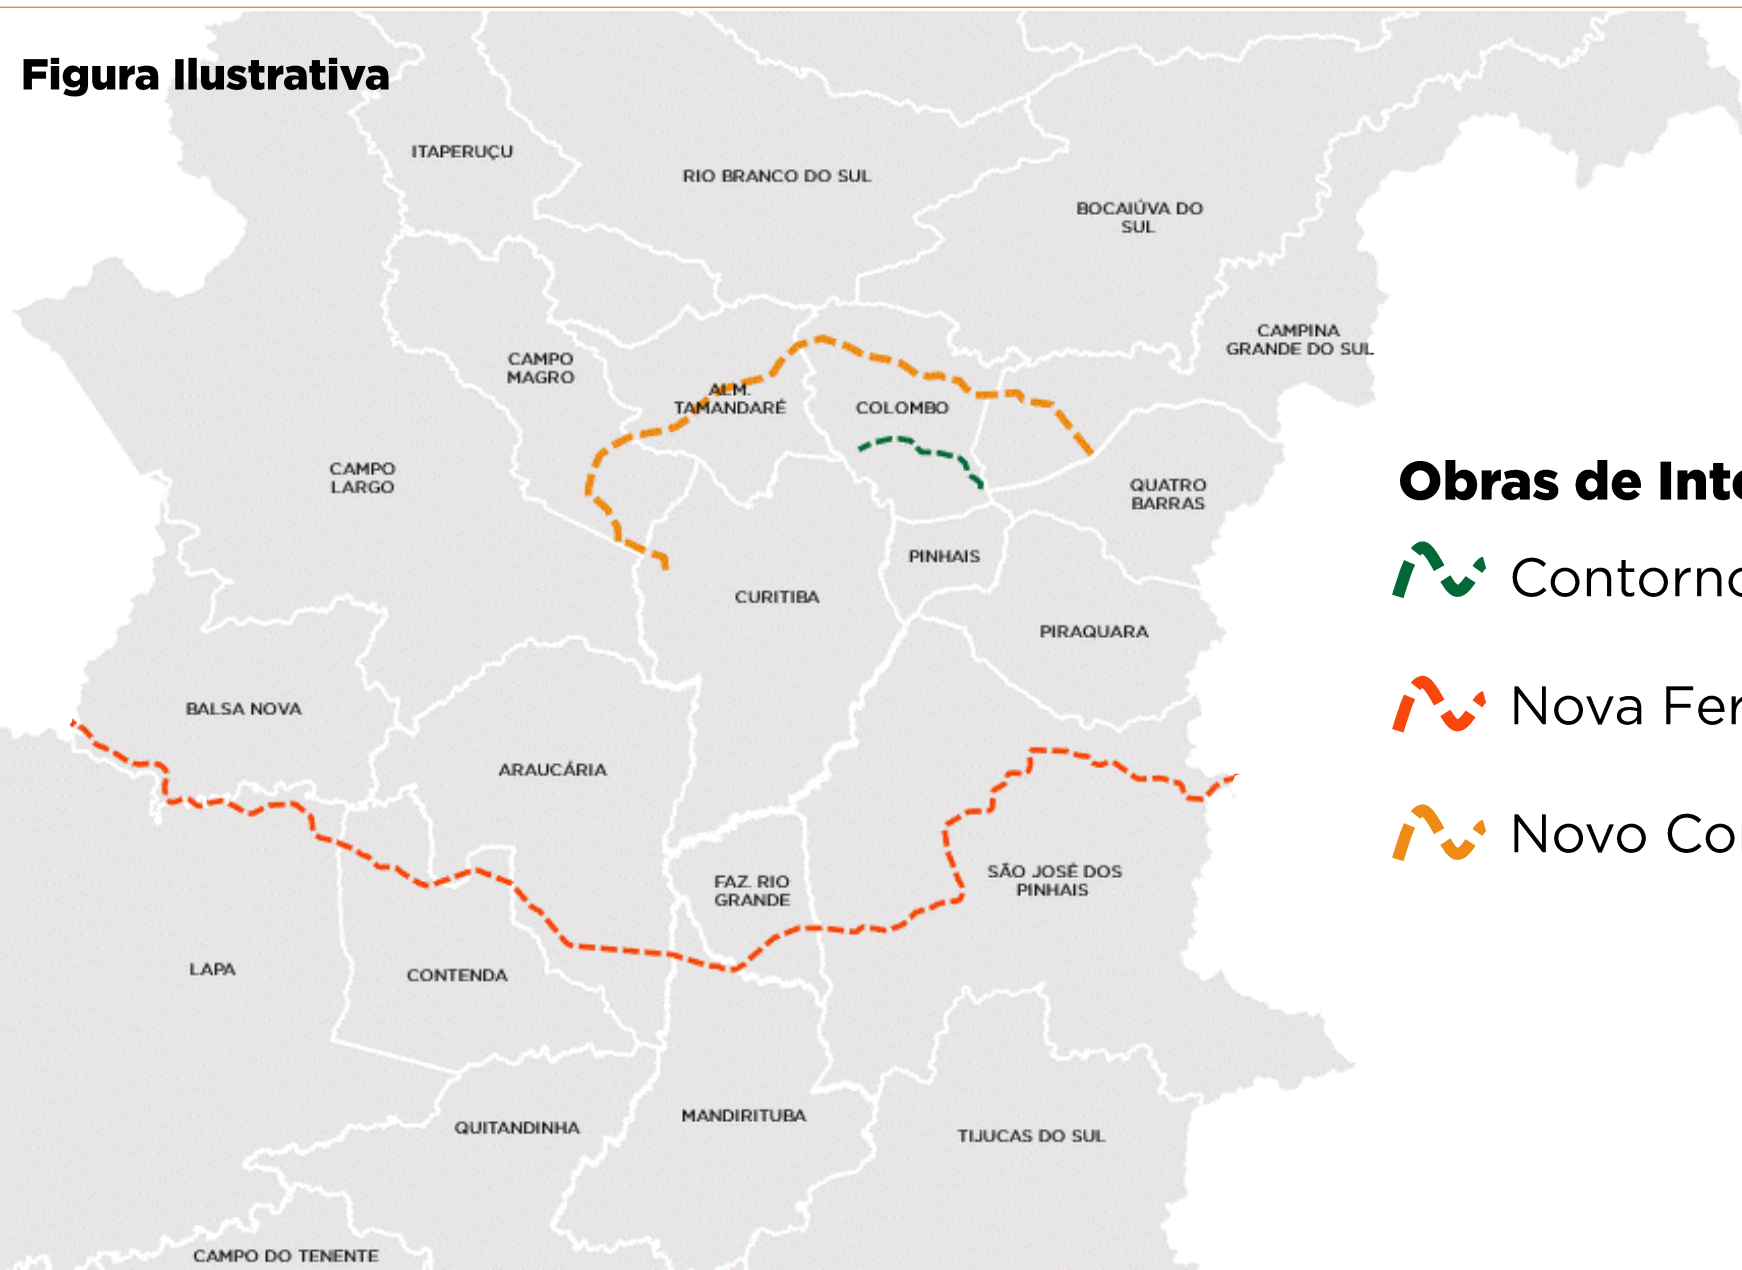 Figura Ilustrativa
ITAPERUÇU
RIO BRANCO DO SUL
BOCAIÚVA DO
SUL
CAMPINA
GRANDE DO SUL
CAMPO
MAGRO
ALM.
TAMANDARÉ
COLOMBO
CAMPO
LARGO
QUATRO
BARRAS
PINHAIS
CURITIBA
PIRAQUARA
BALSA NOVA
ARAUCÁRIA
SÃO JOSÉ DOS
PINHAIS
FAZ. RIO
GRANDE
LAPA
CONTENDA
MANDIRITUBA
QUITANDINHA
TIJUCAS DO SUL
CAMPO DO TENENTE
Obras de Inte
Contorno
Nova Fer
Novo Co